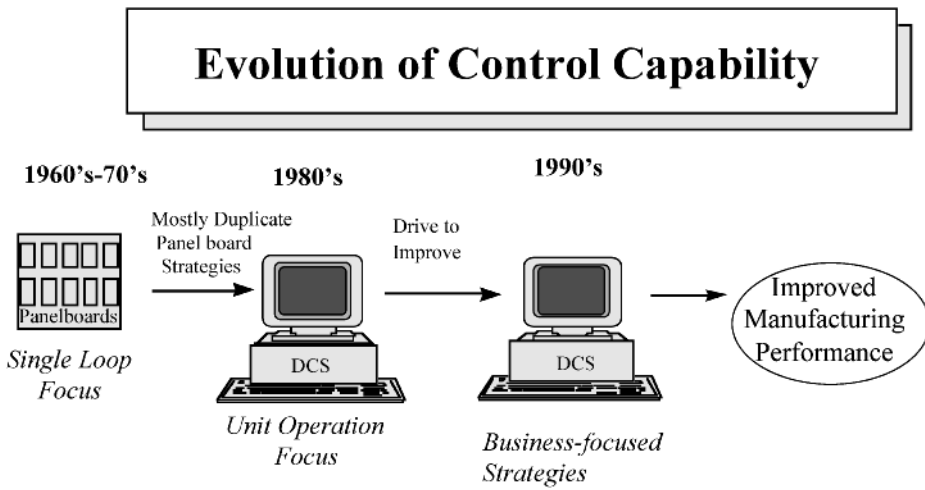 Evolution of Control Capability
1960's-70's
1980's
1990's
Mostly Duplicate
Panel board
Strategies
Drive to
Improve
Panelboards
DCS
DCS
Improved
Manufacturing
Performance
Single Loop
Focus
Unit Operation
Focus
Business-focused
Strategies